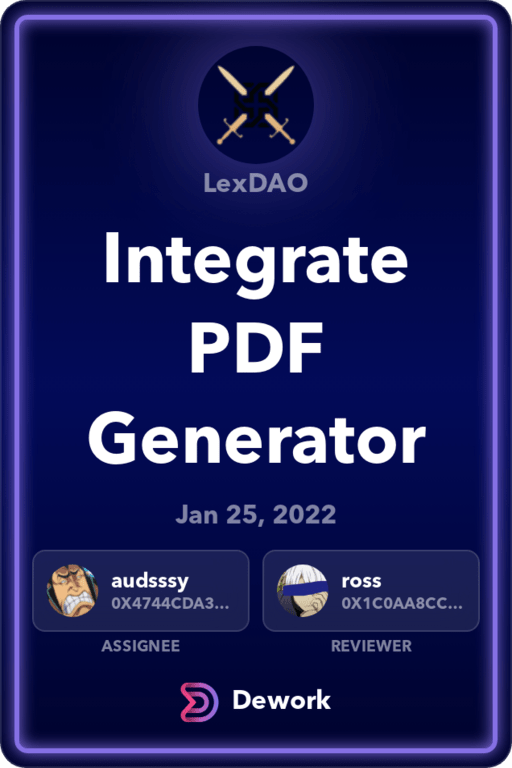 LexDAO
Integrate
PDF
Generator
Jan 25, 2022
audsssy
0X4744CDA3...
ASSIGNEE
ross
0X1C0AA8CC...
REVIEWER
Dework